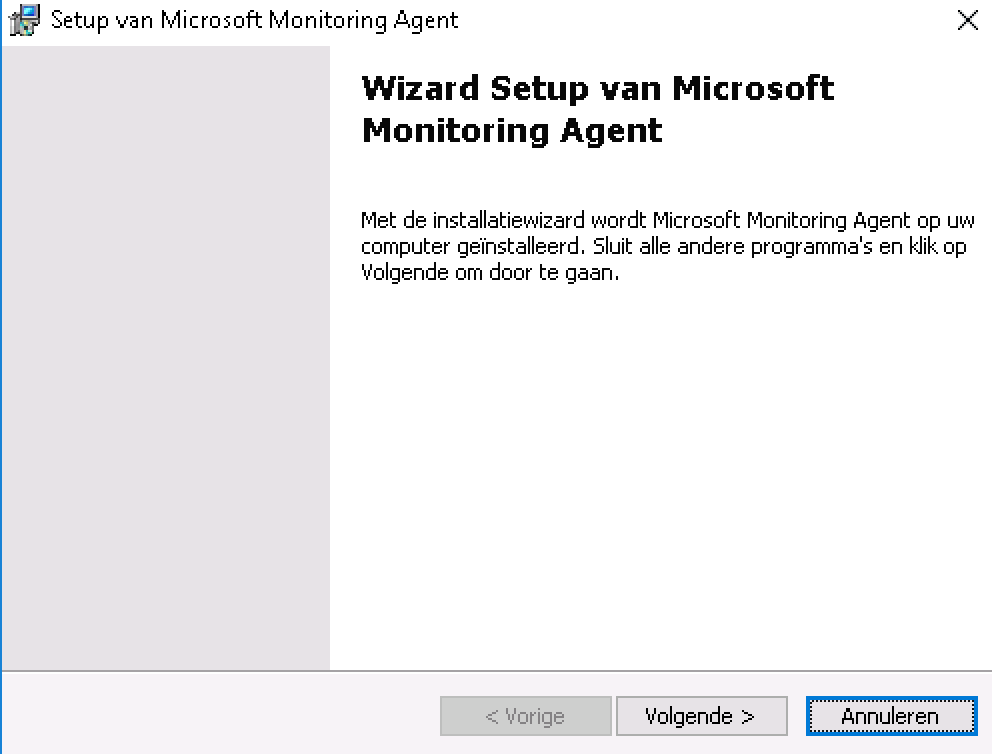 Setup van Microsoft Monitoring Agent
Wizard Setup van Microsoft
Monitoring Agent
Met de installatiewizard wordt Microsoft Monitoring Agent op uw
computer geïnstalleerd. Sluit alle andere programma's en klik op
Volgende om door te gaan.
< Vorige
Volgende >
Annuleren